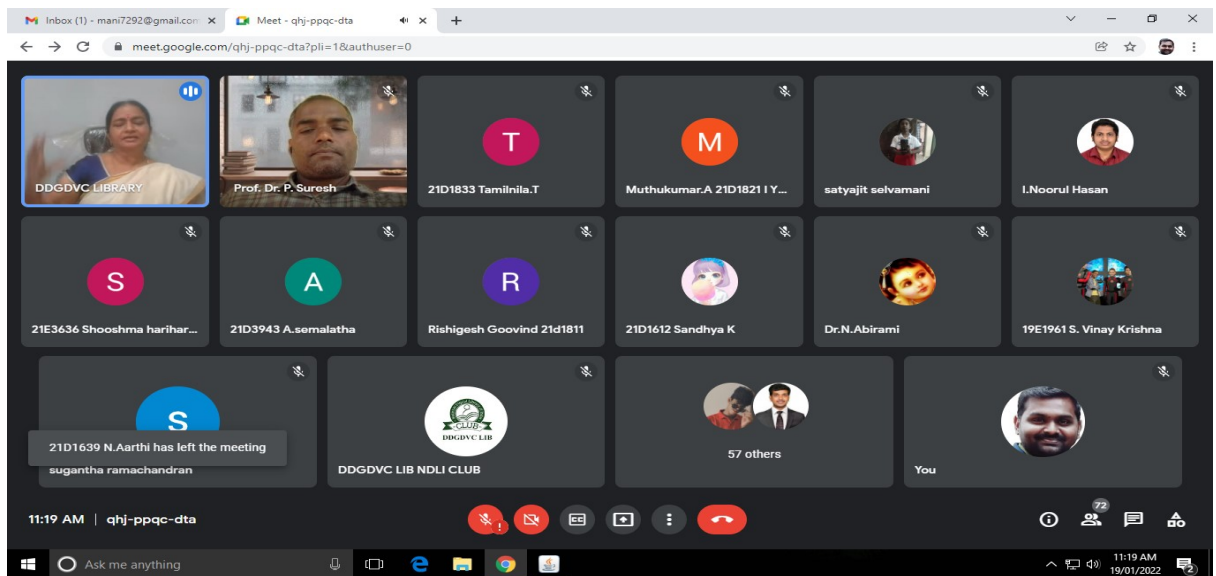 Inbox (1) - mani7292@gmail.com
Meet - qhj-ppqc-dta
meet.google.com/qhj-ppqc-dta?pli=1&authuser=0
DDGDVC LIBRARY
Prof. Dr. P. Suresh
T
21D1833 Tamilnila.T
M
Muthukumar.A 21D1821 I Y...
satyajit selvamani
I.Noorul Hasan
S
21E3636 Shooshma harihar...
A
21D3943 A.semalatha
R
Rishigesh Goovind 21d1811
21D1612 Sandhya K
Dr.N.Abirami
19E1961 S. Vinay Krishna
S
21D1639 N.Aarthi has left the meeting
sugantha ramachandran
CLUB
DDGDVC LIB
DDGDVC LIB NDLI CLUB
57 others
You
11:19 AM | qhj-ppqc-dta
CC
72
Ask me anything
11:19 AM
19/01/2022
2